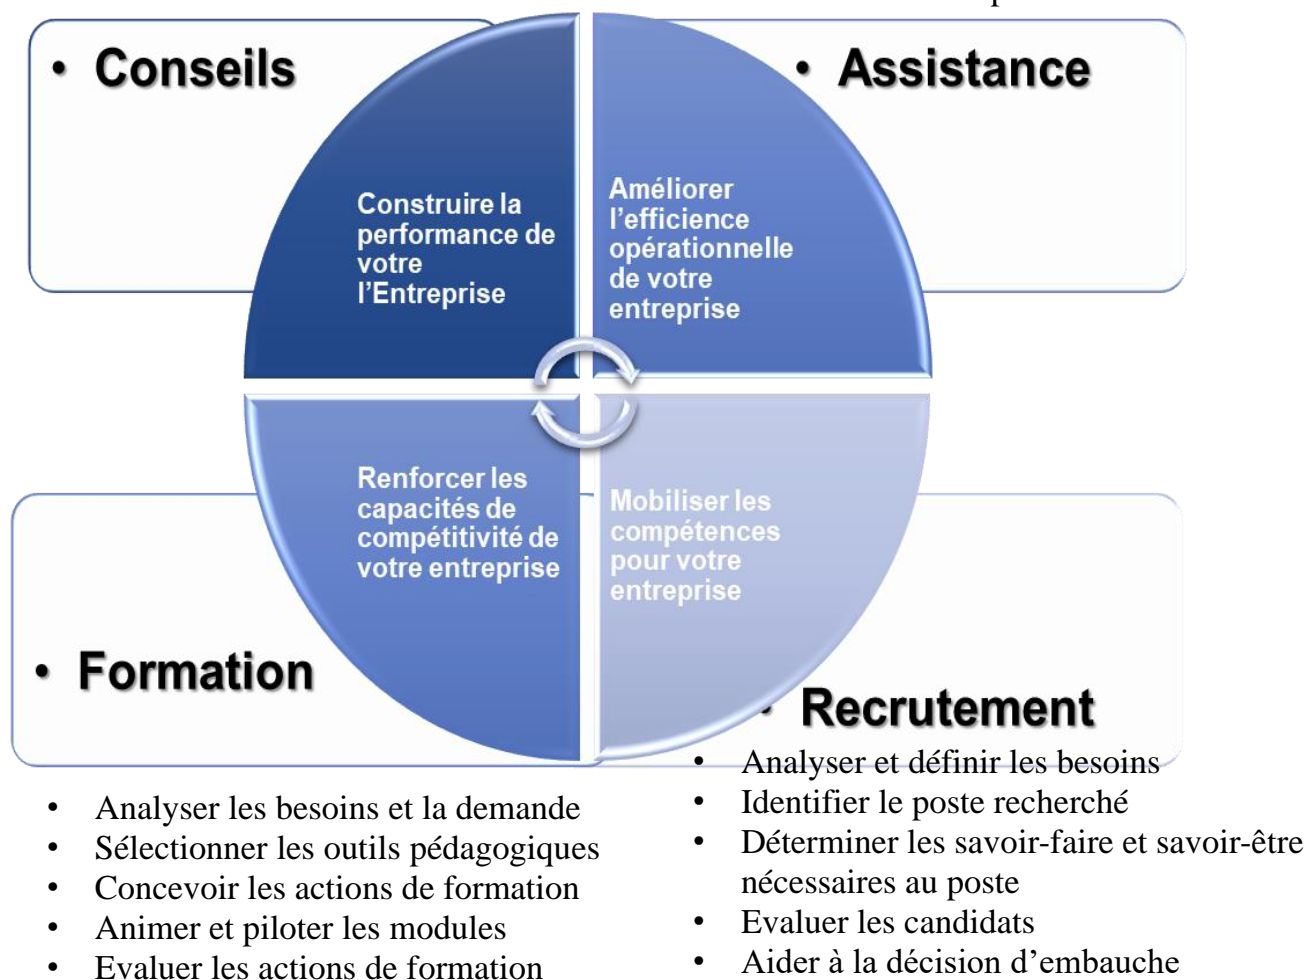 • Conseils
• Assistance
Construire la
performance de
votre
l’Entreprise
Améliorer
l’efficience
opérationnelle
de votre
entreprise
Renforcer les
capacités de
compétitivité de
votre entreprise
Mobiliser les
compétences
pour votre
entreprise
• Formation
• Recrutement
• Analyser les besoins et la demande
• Sélectionner les outils pédagogiques
• Concevoir les actions de formation
• Animer et piloter les modules
• Evaluer les actions de formation
• Analyser et définir les besoins
• Identifier le poste recherché
• Déterminer les savoir-faire et savoir-être
nécessaires au poste
• Evaluer les candidats
• Aider à la décision d’embauche